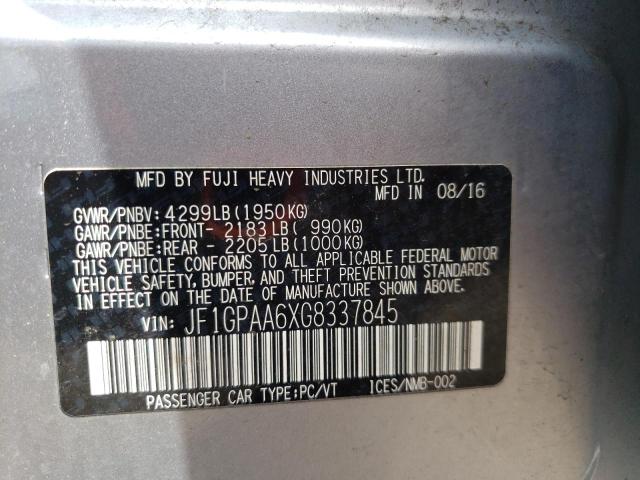 MFD BY FUJI HEAVY INDUSTRIES LTD.
MFD IN 08/16
GVWR/PNBV: 4299LB (1950KG)
GAWR/PNBE:FRONT- 2183LB ( 990KG)
GAWR/PNBE:REAR - 2205LB (1000KG)
THIS VEHICLE CONFORMS TO ALL APPLICABLE FEDERAL MOTOR
VEHICLE SAFETY, BUMPER, AND THEFT PREVENTION STANDARDS
IN EFFECT ON THE DATE OF MANUFACTURE SHOWN ABOVE.
VIN: JF1GPAA6XG8337845
PASSENGER CAR TYPE:PC/VT ICES/NMB-002